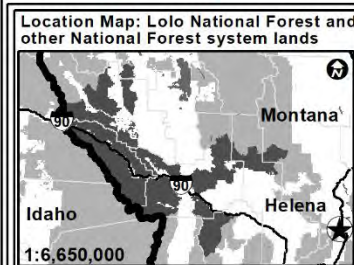 Location Map: Lolo National Forest and
other National Forest system lands
N
Montana
90
90
Idaho
Helena
1:6,650,000